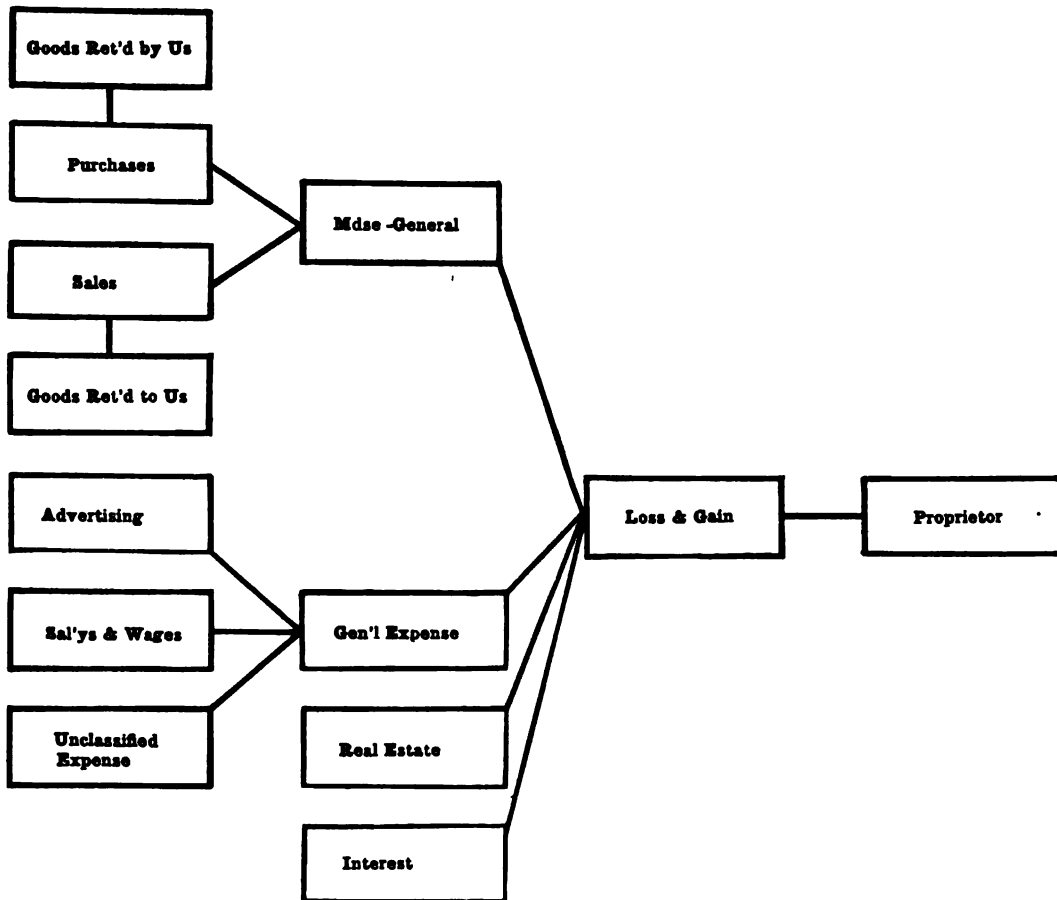 Goods Ret'd by Us
Purchases
Mdse -General
Sales
Goods Ret'd to Us
Advertising
Loss & Gain
Proprietor
Sal'ys & Wages
Gen'l Expense
Unclassified
Expense
Real Estate
Interest